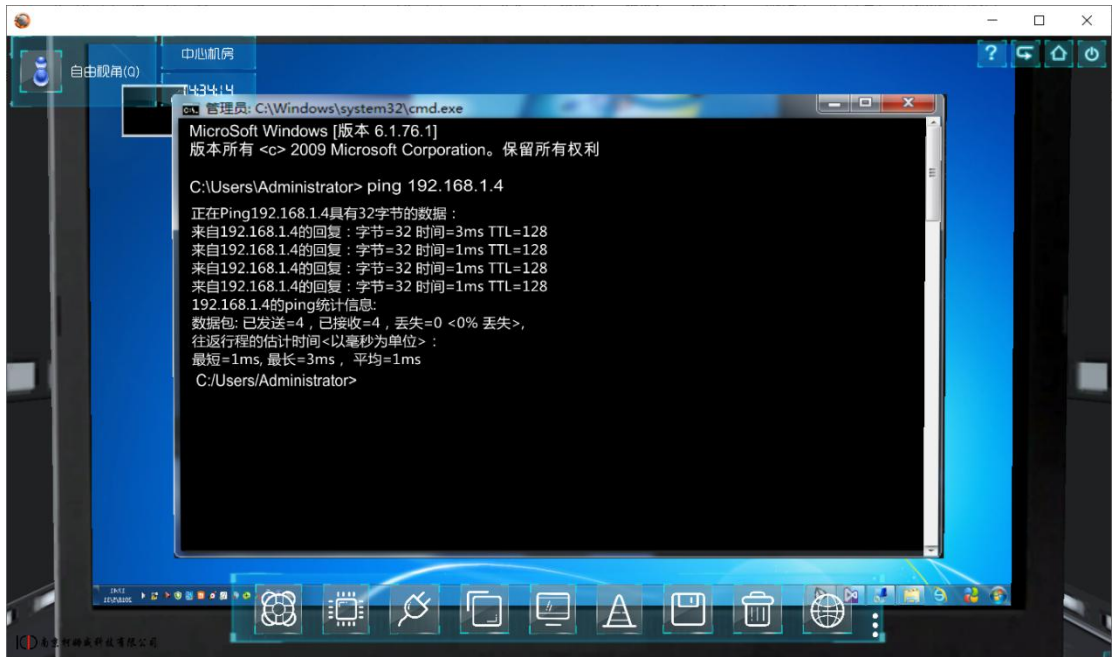 自由视角(Q)
中心机房
14:34:14
?
管理员: C:\Windows\system32\cmd.exe
MicroSoft Windows [版本 6.1.76.1]
版本所有 <c> 2009 Microsoft Corporation。保留所有权利
C:\Users\Administrator> ping 192.168.1.4
正在Ping192.168.1.4具有32字节的数据：
来自192.168.1.4的回复：字节=32 时间=3ms TTL=128
来自192.168.1.4的回复：字节=32 时间=1ms TTL=128
来自192.168.1.4的回复：字节=32 时间=1ms TTL=128
来自192.168.1.4的回复：字节=32 时间=1ms TTL=128
192.168.1.4的ping统计信息:
数据包: 已发送=4，已接收=4，丢失=0 <0% 丢失>,
往返行程的估计时间<以毫秒为单位>：
最短=1ms, 最长=3ms， 平均=1ms
C:/Users/Administrator>